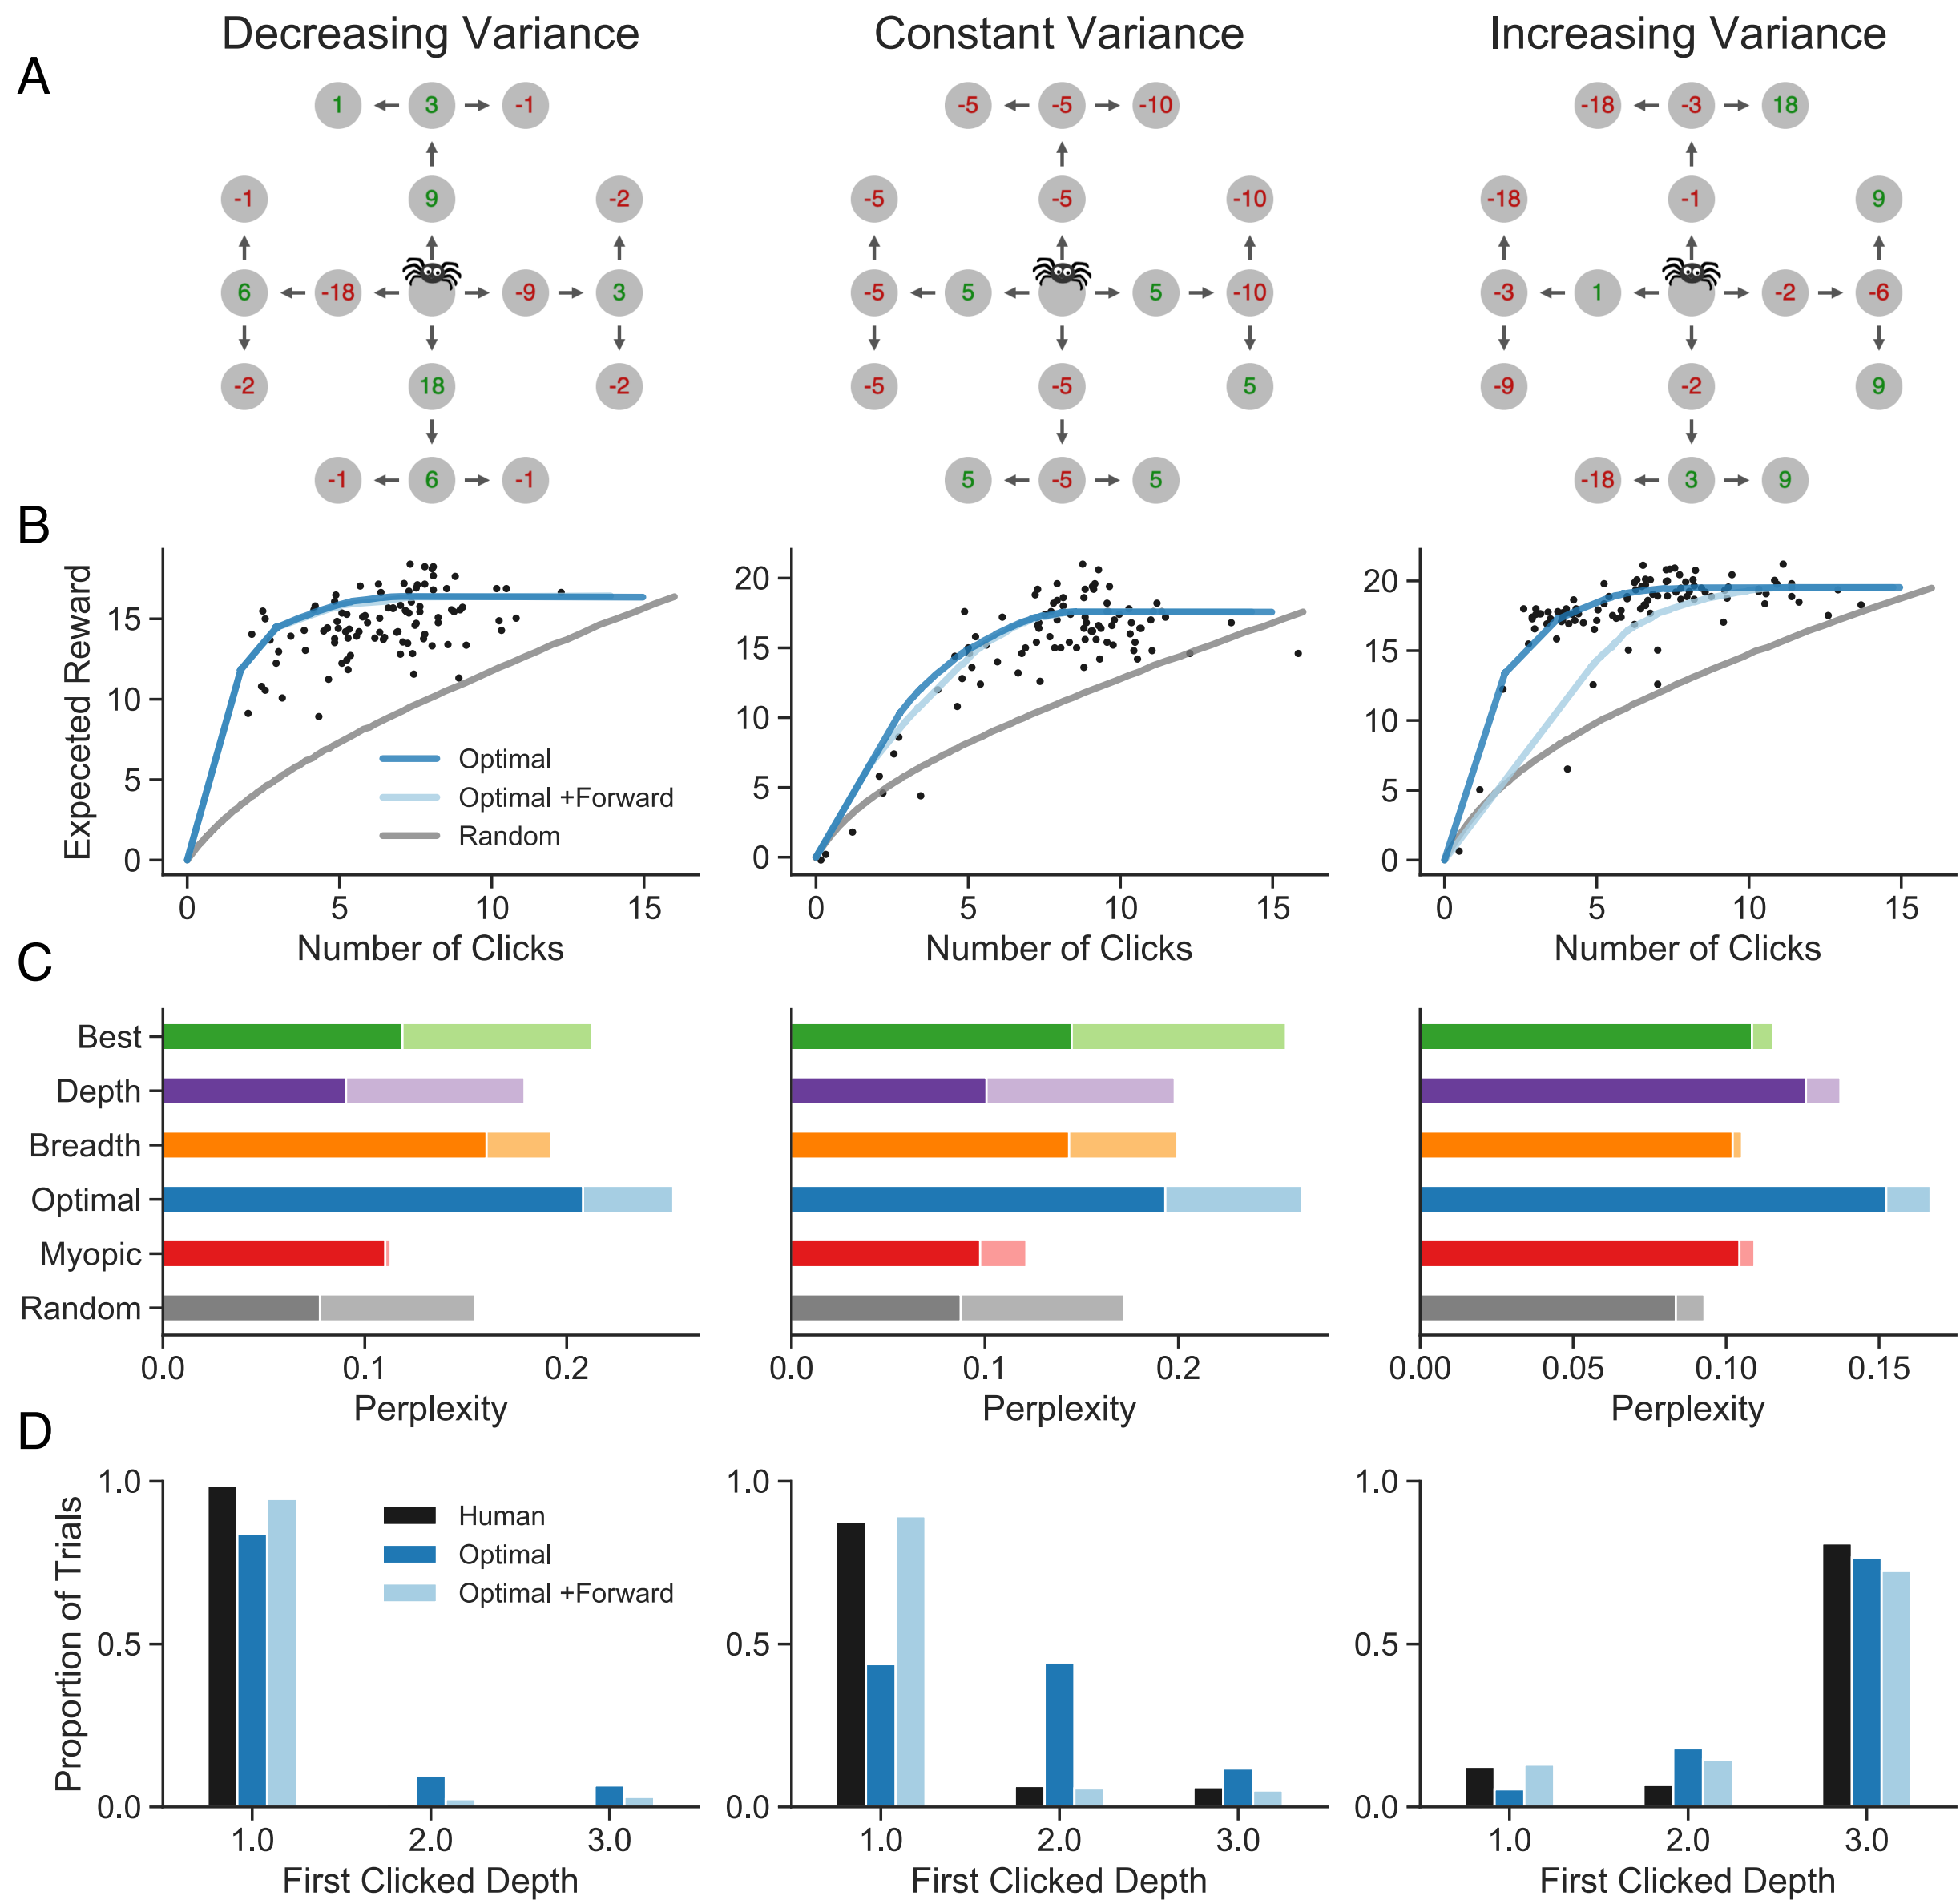 Decreasing Variance Constant Variance Increasing Variance
A
1 3 -1 -5 -5 -10 -18 -3 18
-1 9 -2 -5 -5 -10 -18 -1 9
6 -18 -9 3 -5 5 5 -10 -3 1 -2 -6
-2 18 -2 -5 -5 5 -9 -2 9
-1 6 -1 5 -5 5 -18 3 9
B
Expeceted Reward
15
10
5
0
Optimal
Optimal +Forward
Random
0 5 10 15
Number of Clicks
20
15
10
5
0
0 5 10 15
Number of Clicks
20
15
10
5
0
0 5 10 15
Number of Clicks
C
Best
Depth
Breadth
Optimal
Myopic
Random
0.0 0.1 0.2
Perplexity
0.0 0.1 0.2
Perplexity
0.00 0.05 0.10 0.15
Perplexity
D
Proportion of Trials
1.0
0.5
0.0
Human
Optimal
Optimal +Forward
1.0 2.0 3.0
First Clicked Depth
1.0
0.5
0.0
1.0 2.0 3.0
First Clicked Depth
1.0
0.5
0.0
1.0 2.0 3.0
First Clicked Depth